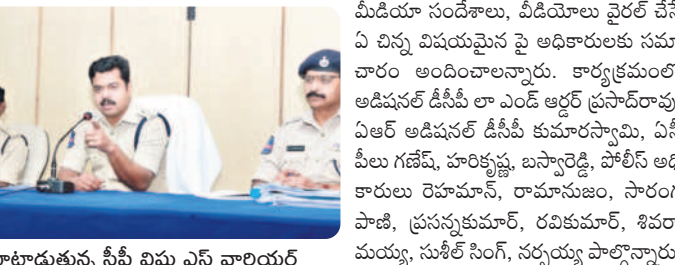 మీడియా సందేశాలు, వీడియోలు వైరల్ చేసే
ఏ చిన్న విషయమైన పై అధికారులకు సమా
చారం అందించాలన్నారు. కార్యక్రమంలో
అడిషనల్ డీసీపీ లా ఎండ్ ఆర్డర్ ప్రసాద్‌రావు
ఏఆర్ అడిషనల్ డీసీపీ కుమారస్వామి, ఏసీ
పీలు గణేష్, హరికృష్ణ, బస్వారెడ్డి, పోలీస్ అధి
కారులు రెహమాన్, రామానుజం, సారంగ
పాణి, ప్రసన్నకుమార్, రవికుమార్, శివరా
మయ్య, సుశీల్ సింగ్, నర్సయ్య పాల్గొన్నారు
మాట్లాడుతున్న సీపీ విష్ణు ఎస్ వారియర్